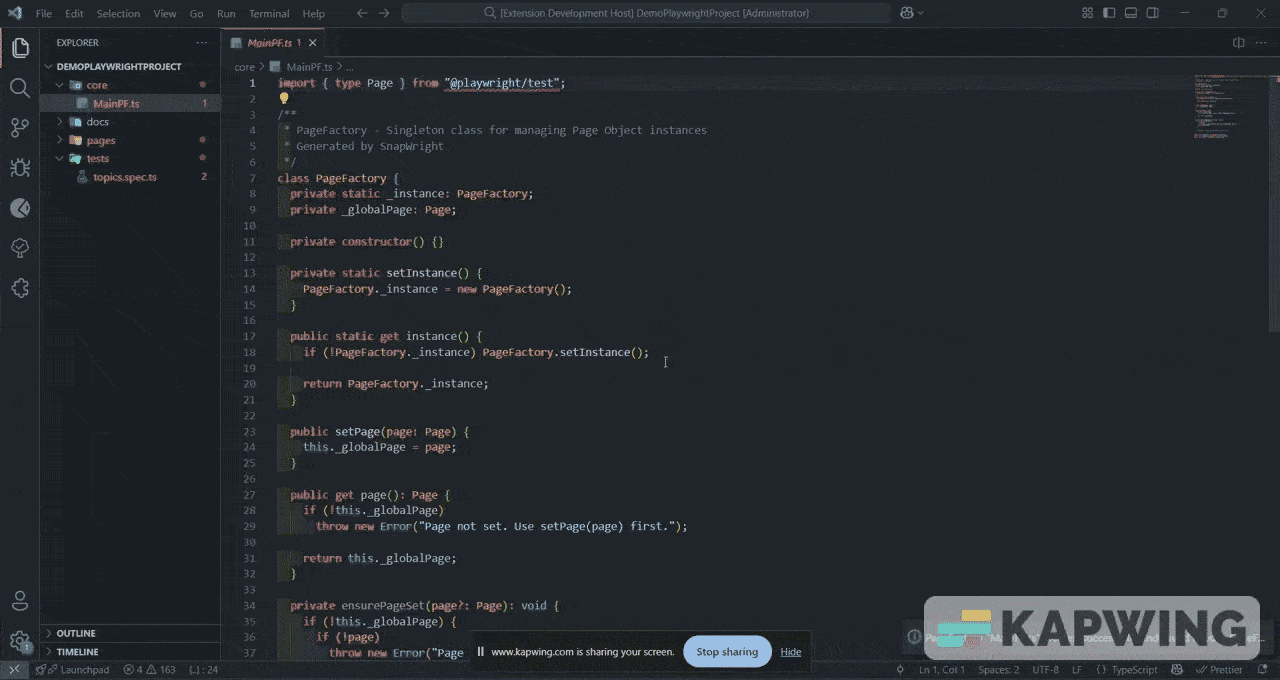 File Edit Selection View Go Run Terminal Help
[Extension Development Host] DemoPlaywrightProject [Administrator]
EXPLORER
DEMOPLAYWRIGHTPROJECT
core
MainPF.ts 1
docs
pages
tests
topics.spec.ts 2
OUTLINE
TIMELINE
MainPF.ts 1
core > MainPF.ts > ...
1 import { type Page } from "@playwright/test";
2
3 /**
4 * PageFactory - Singleton class for managing Page Object instances
5 * Generated by SnapWright
6 */
7 class PageFactory {
8 private static _instance: PageFactory;
9 private _globalPage: Page;
10
11 private constructor() {}
12
13 private static setInstance() {
14 PageFactory._instance = new PageFactory();
15 }
16
17 public static get instance() {
18 if (!PageFactory._instance) PageFactory.setInstance();
19
20 return PageFactory._instance;
21 }
22
23 public setPage(page: Page) {
24 this._globalPage = page;
25 }
26
27 public get page(): Page {
28 if (!this._globalPage)
29 throw new Error("Page not set. Use setPage(page) first.");
30
31 return this._globalPage;
32 }
33
34 private ensurePageSet(page?: Page): void {
35 if (!this._globalPage) {
36 if (!page)
37 throw new Error("Page
www.kapwing.com is sharing your screen. Stop sharing Hide
KAPWING
Launchpad 4 163 {..} : 24 Ln 1, Col 1 Spaces: 2 UTF-8 LF {} TypeScript Prettier